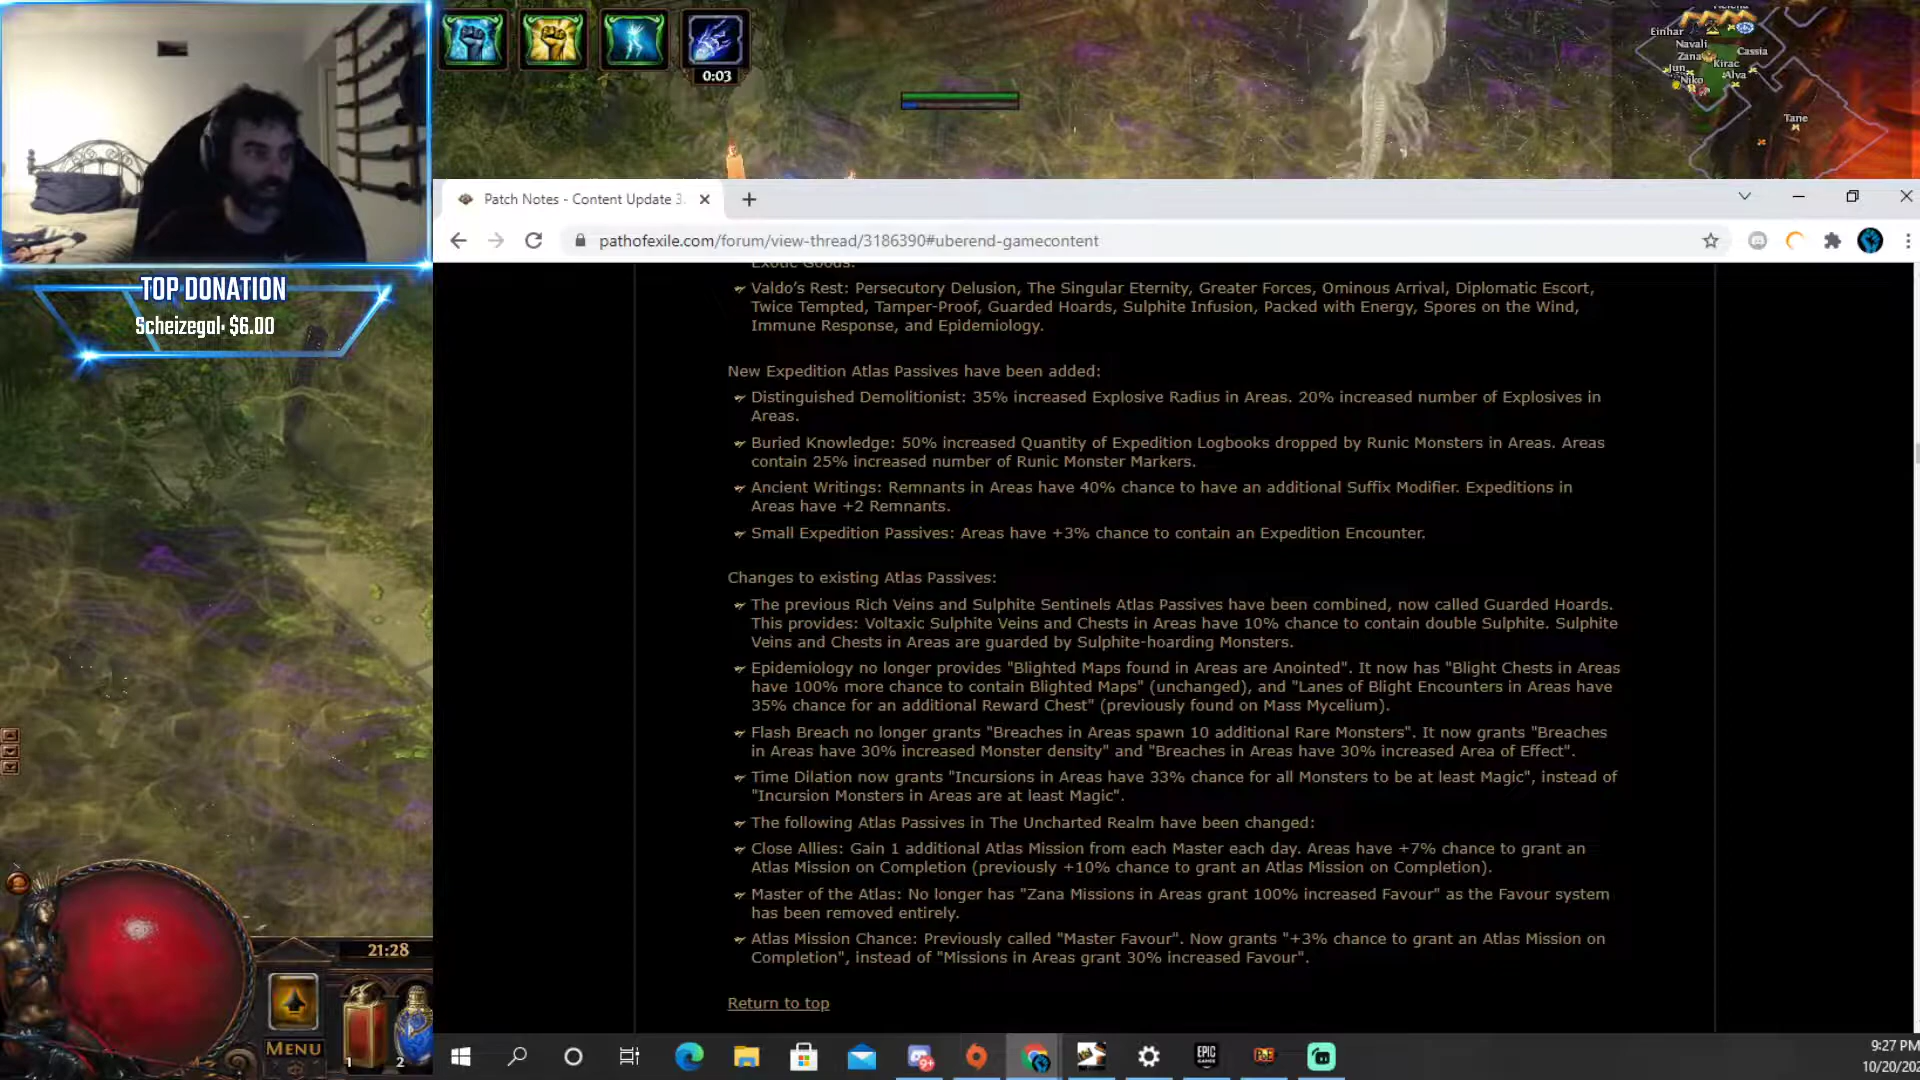 0:03
Helena
Einhar
Navali
Cassia
Zana
Kirac
Jun
Alva
Niko
Tane
Patch Notes - Content Update 3.
pathofexile.com/forum/view-thread/3186390#uberend-gamecontent
TOP DONATION
Scheizegal: $6.00
Exotic Goods.
Valdo's Rest: Persecutory Delusion, The Singular Eternity, Greater Forces, Ominous Arrival, Diplomatic Escort,
Twice Tempted, Tamper-Proof, Guarded Hoards, Sulphite Infusion, Packed with Energy, Spores on the Wind,
Immune Response, and Epidemiology.
New Expedition Atlas Passives have been added:
Distinguished Demolitionist: 35% increased Explosive Radius in Areas. 20% increased number of Explosives in
Areas.
Buried Knowledge: 50% increased Quantity of Expedition Logbooks dropped by Runic Monsters in Areas. Areas
contain 25% increased number of Runic Monster Markers.
Ancient Writings: Remnants in Areas have 40% chance to have an additional Suffix Modifier. Expeditions in
Areas have +2 Remnants.
Small Expedition Passives: Areas have +3% chance to contain an Expedition Encounter.
Changes to existing Atlas Passives:
The previous Rich Veins and Sulphite Sentinels Atlas Passives have been combined, now called Guarded Hoards.
This provides: Voltaxic Sulphite Veins and Chests in Areas have 10% chance to contain double Sulphite. Sulphite
Veins and Chests in Areas are guarded by Sulphite-hoarding Monsters.
Epidemiology no longer provides "Blighted Maps found in Areas are Anointed". It now has "Blight Chests in Areas
have 100% more chance to contain Blighted Maps" (unchanged), and "Lanes of Blight Encounters in Areas have
35% chance for an additional Reward Chest" (previously found on Mass Mycelium).
Flash Breach no longer grants "Breaches in Areas spawn 10 additional Rare Monsters". It now grants "Breaches
in Areas have 30% increased Monster density" and "Breaches in Areas have 30% increased Area of Effect".
Time Dilation now grants "Incursions in Areas have 33% chance for all Monsters to be at least Magic", instead of
"Incursion Monsters in Areas are at least Magic".
The following Atlas Passives in The Uncharted Realm have been changed:
Close Allies: Gain 1 additional Atlas Mission from each Master each day. Areas have +7% chance to grant an
Atlas Mission on Completion (previously +10% chance to grant an Atlas Mission on Completion).
Master of the Atlas: No longer has "Zana Missions in Areas grant 100% increased Favour" as the Favour system
has been removed entirely.
Atlas Mission Chance: Previously called "Master Favour". Now grants "+3% chance to grant an Atlas Mission on
Completion", instead of "Missions in Areas grant 30% increased Favour".
Return to top
21:28
MENU
1
2
9+
EPIC
GAMES
PoE
9:27 PM
10/20/202